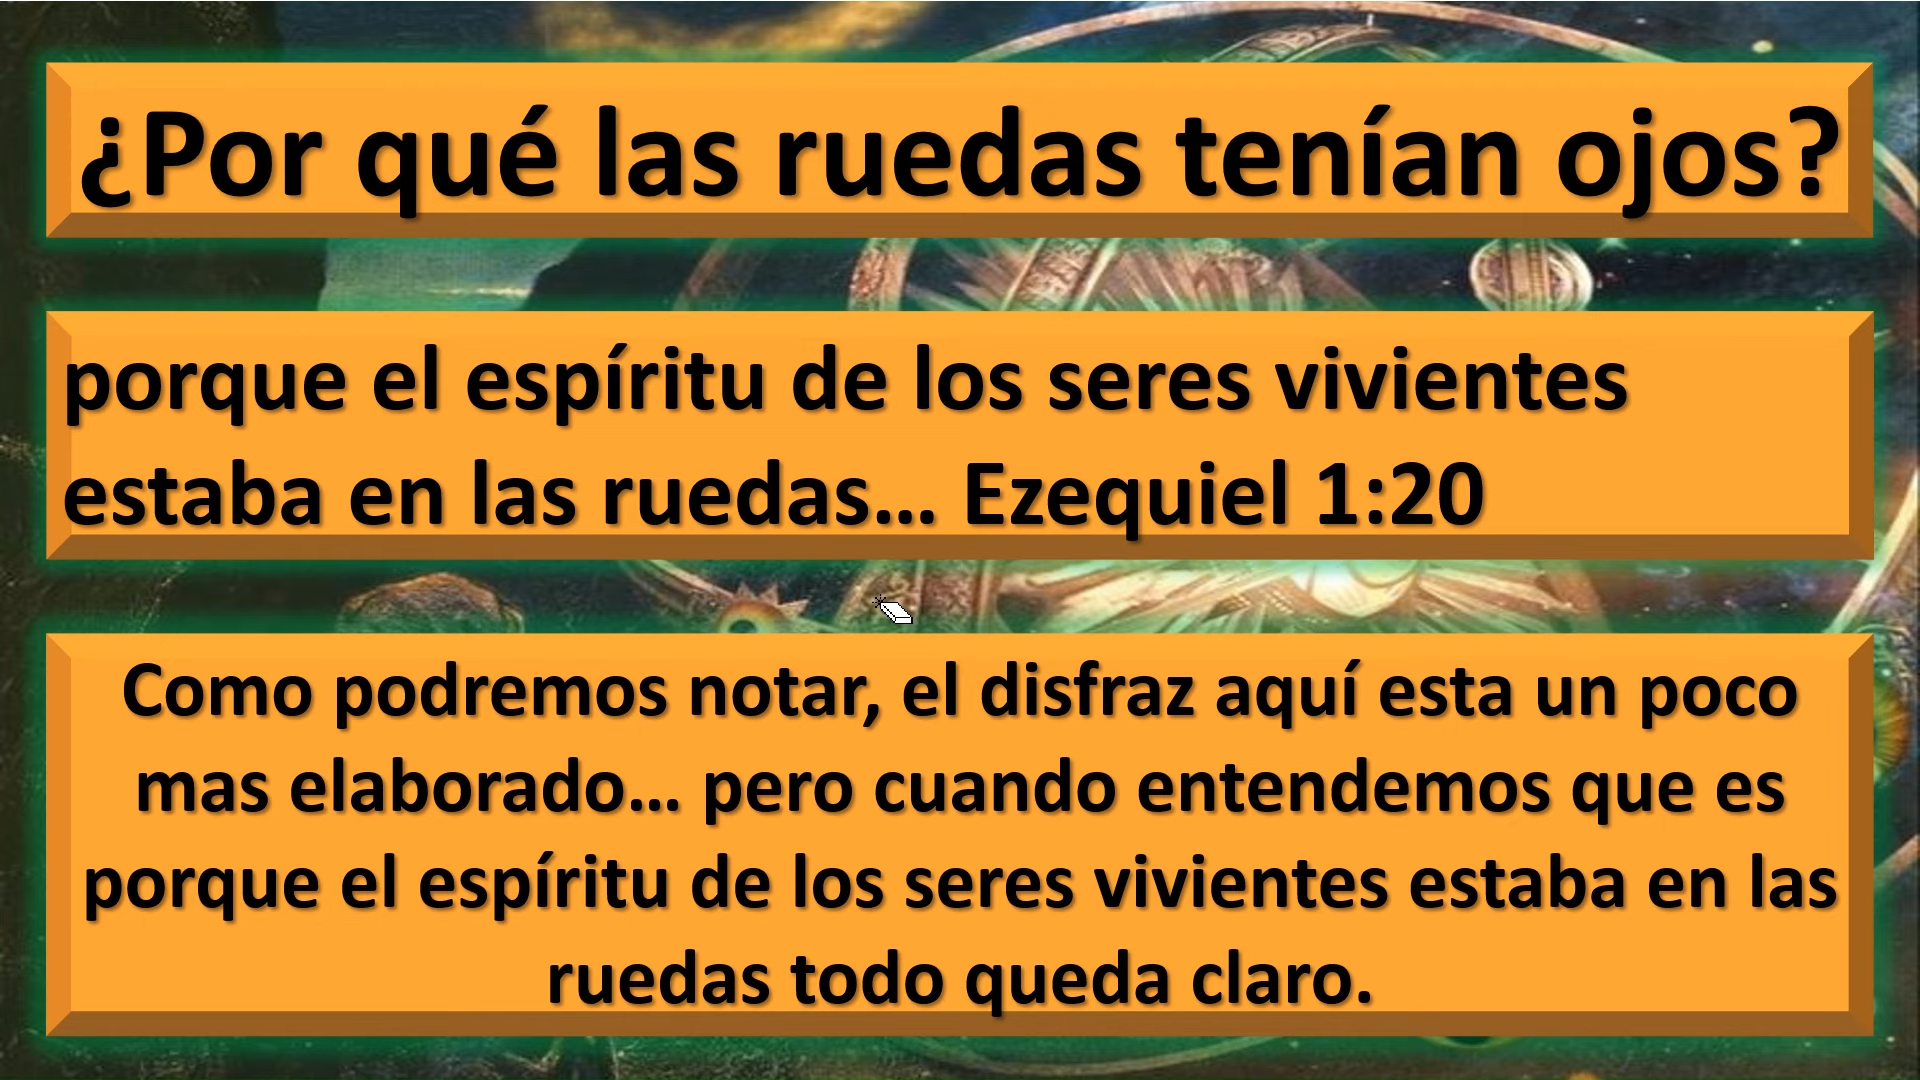 ¿Por qué las ruedas tenían ojos?
porque el espíritu de los seres vivientes
estaba en las ruedas... Ezequiel 1:20
Como podremos notar, el disfraz aquí esta un poco
mas elaborado... pero cuando entendemos que es
porque el espíritu de los seres vivientes estaba en las
ruedas todo queda claro.